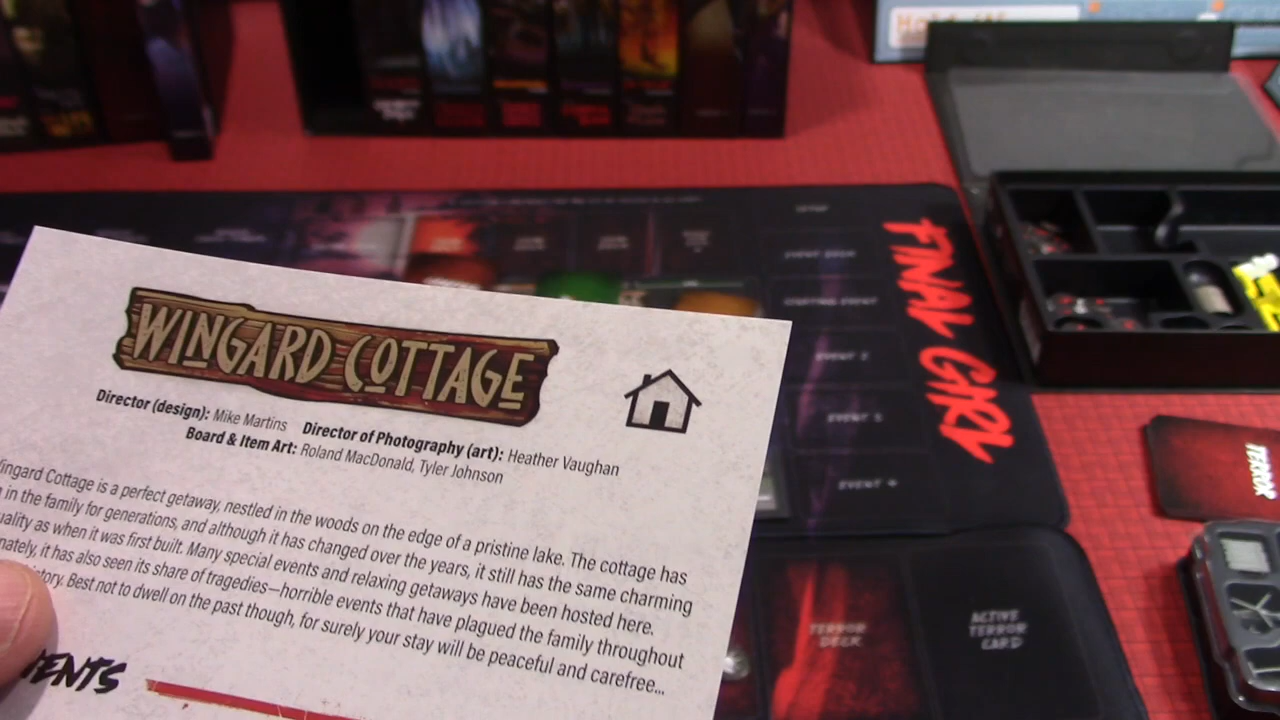 WINGARD COTTAGE
Director (design): Mike Martins Director of Photography (art): Heather Vaughan
Board & Item Art: Roland MacDonald, Tyler Johnson
Wingard Cottage is a perfect getaway, nestled in the woods on the edge of a pristine lake. The cottage has
in the family for generations, and although it has changed over the years, it still has the same charming
as when it was first built. Many special events and relaxing getaways have been hosted here.
it has also seen its share of tragedies—horrible events that have plagued the family throughout
Best not to dwell on the past though, for surely your stay will be peaceful and carefree...
FINAL GIRL
EVENT DECK
STARTING EVENT
EVENT 2
EVENT 3
EVENT 4
TERROR
DECK
ACTIVE
TERROR
CARD
TERROR